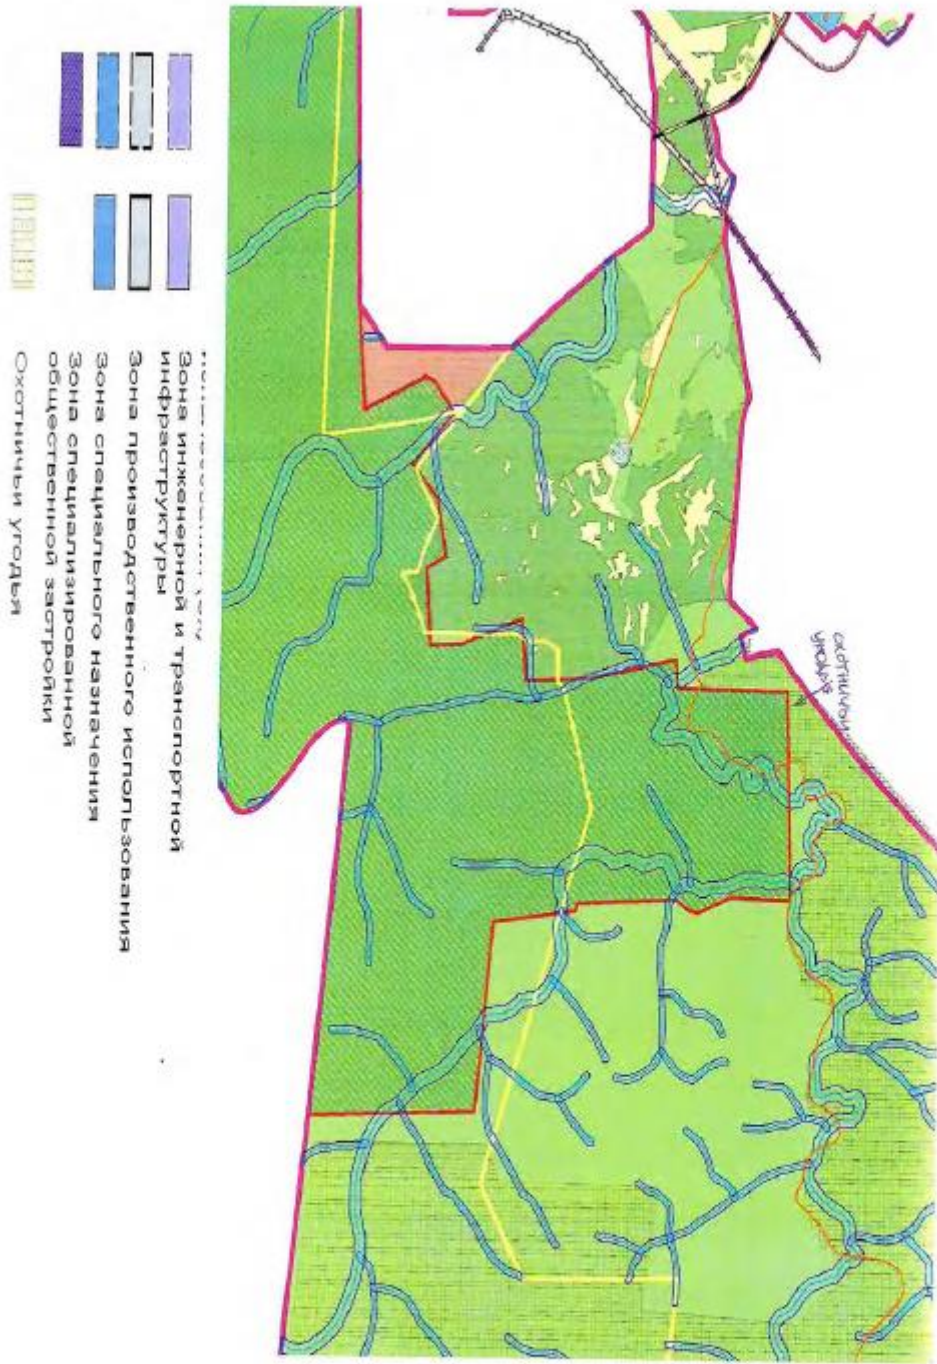 Зона инженерной и транспортной
инфраструктуры
Зона производственного использования
Зона специального назначения
Зона специализированной
общественной застройки
Охотничьи угодья
охотничьи
угодья